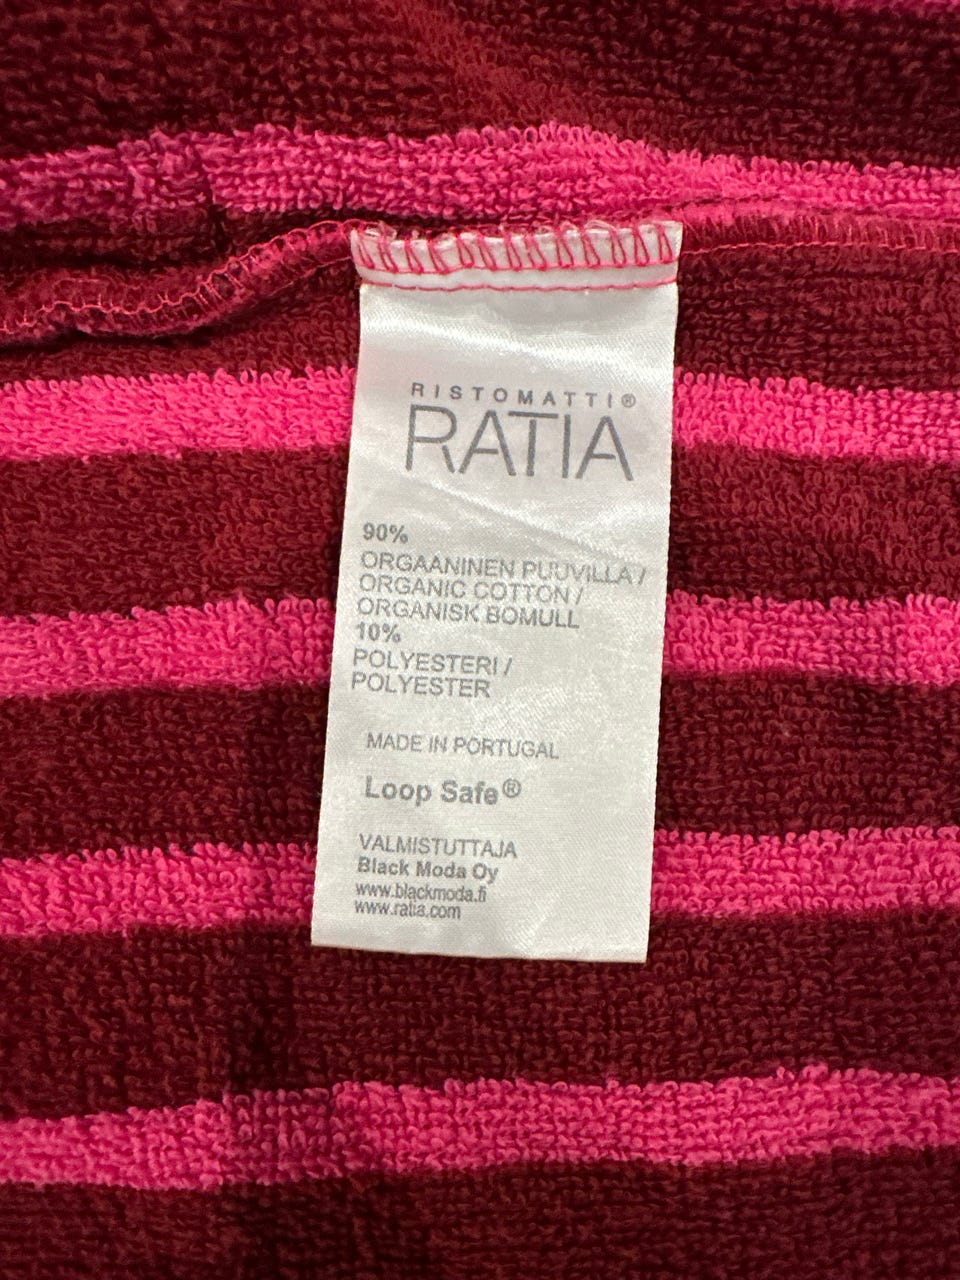 RISTOMATTI®
RATIA
90%
ORGAANINEN PUUVILLA /
ORGANIC COTTON /
ORGANISK BOMULL
10%
POLYESTERI /
POLYESTER
MADE IN PORTUGAL
Loop Safe®
VALMISTUTTAJA
Black Moda Oy
www.blackmoda.fi
www.ratia.com